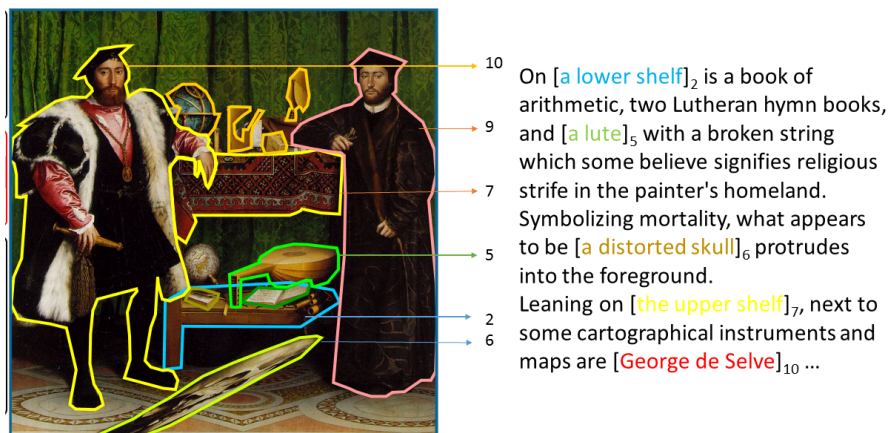 10
9
7
5
2
6
On [a lower shelf]2 is a book of
arithmetic, two Lutheran hymn books,
and [a lute]5 with a broken string
which some believe signifies religious
strife in the painter's homeland.
Symbolizing mortality, what appears
to be [a distorted skull]6 protrudes
into the foreground.
Leaning on [the upper shelf]7, next to
some cartographical instruments and
maps are [George de Selve]10 ...